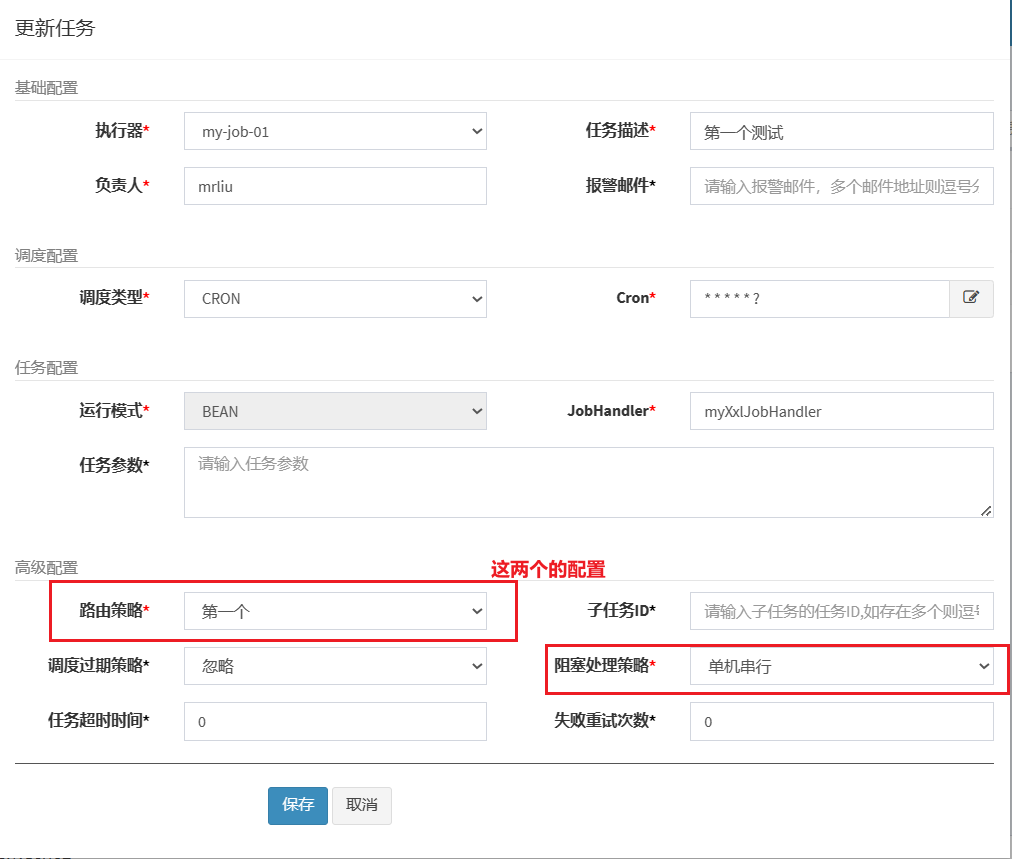 更新任务
基础配置
执行器* my-job-01 任务描述* 第一个测试
负责人* mrliu 报警邮件* 请输入报警邮件，多个邮件地址则逗号分
调度配置
调度类型* CRON Cron* * * * * * ?
任务配置
运行模式* BEAN JobHandler* myXxlJobHandler
任务参数* 请输入任务参数
高级配置 这两个的配置
路由策略* 第一个 子任务ID* 请输入子任务的任务ID,如存在多个则逗号
调度过期策略* 忽略 阻塞处理策略* 单机串行
任务超时时间* 0 失败重试次数* 0
保存 取消